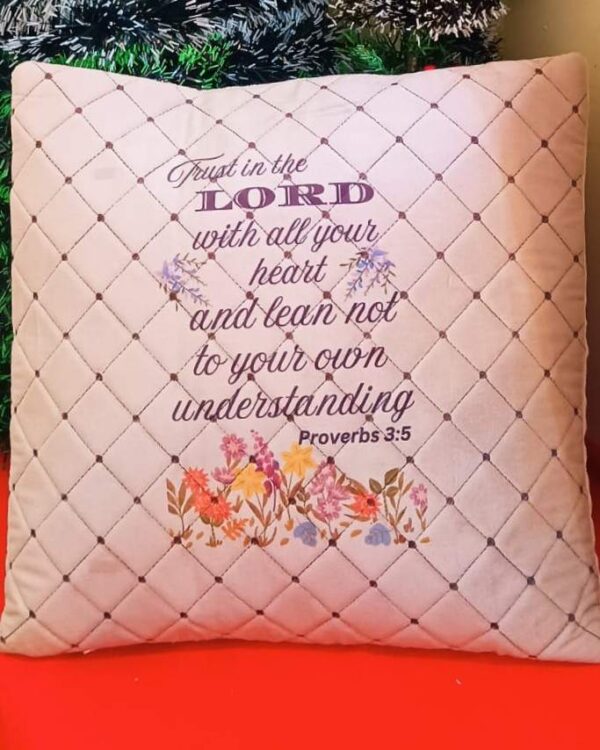 Trust in the
LORD
with all your
heart
and lean not
to your own
understanding
Proverbs 3:5